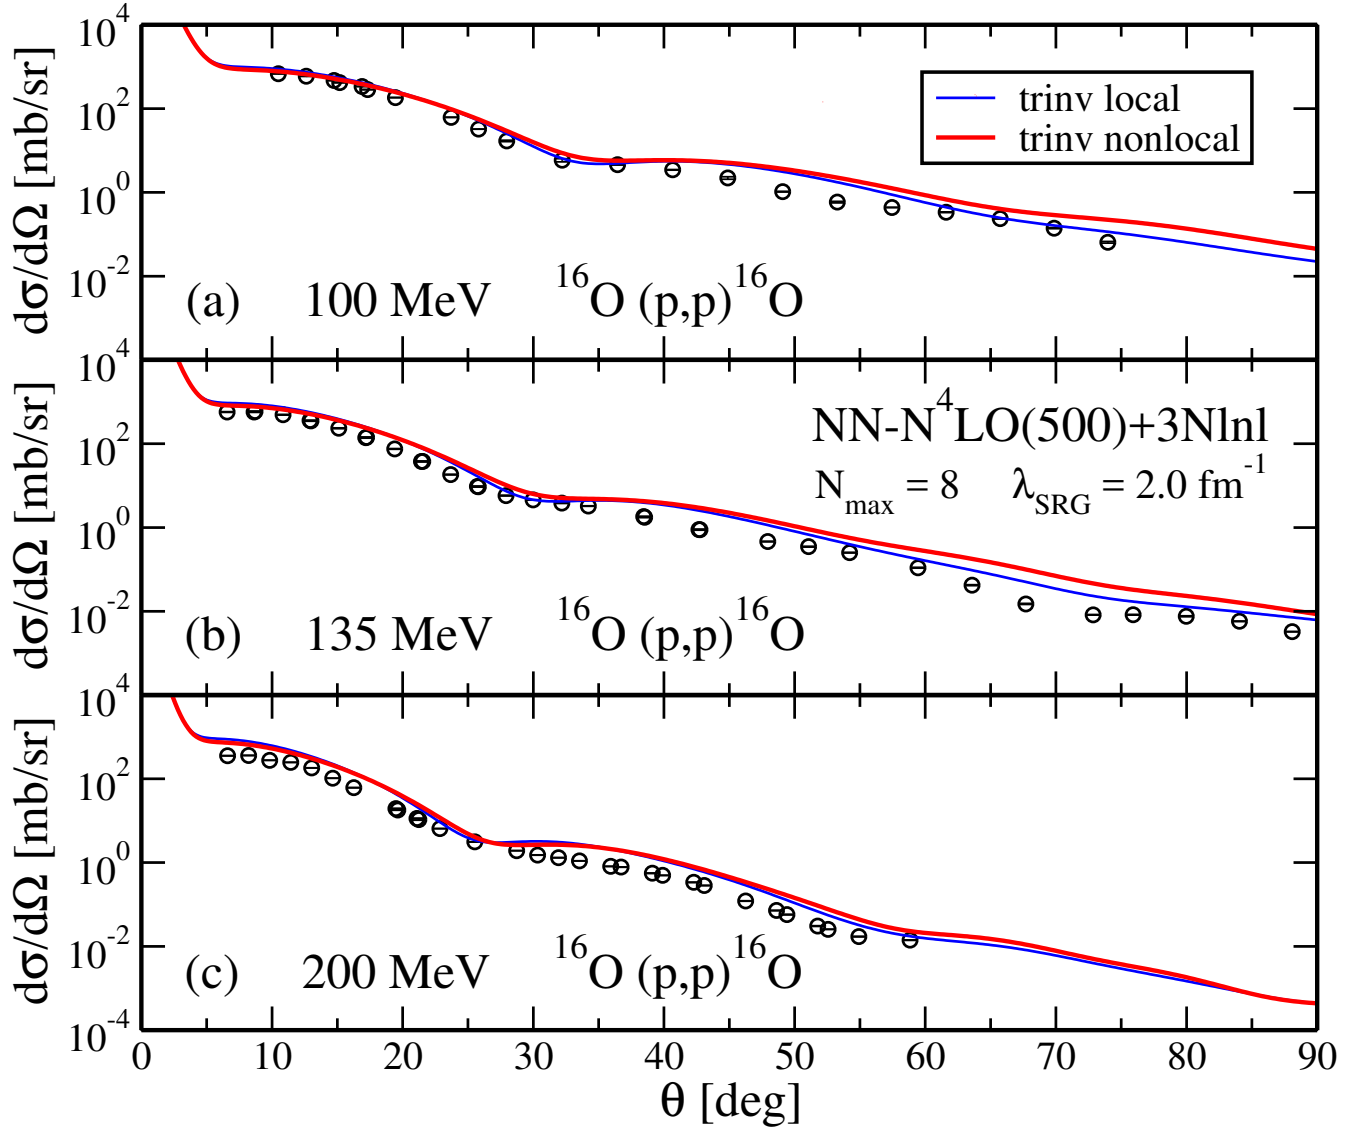 10^4
10^2
10^0
10^-2
dσ/dΩ [mb/sr]
trinv local
trinv nonlocal
(a) 100 MeV ^16O (p,p)^16O
10^4
10^2
10^0
10^-2
dσ/dΩ [mb/sr]
NN-N^4LO(500)+3Nlnl
N_max = 8 λ_SRG = 2.0 fm^-1
(b) 135 MeV ^16O (p,p)^16O
10^4
10^2
10^0
10^-2
10^-4
dσ/dΩ [mb/sr]
(c) 200 MeV ^16O (p,p)^16O
0 10 20 30 40 50 60 70 80 90
θ [deg]